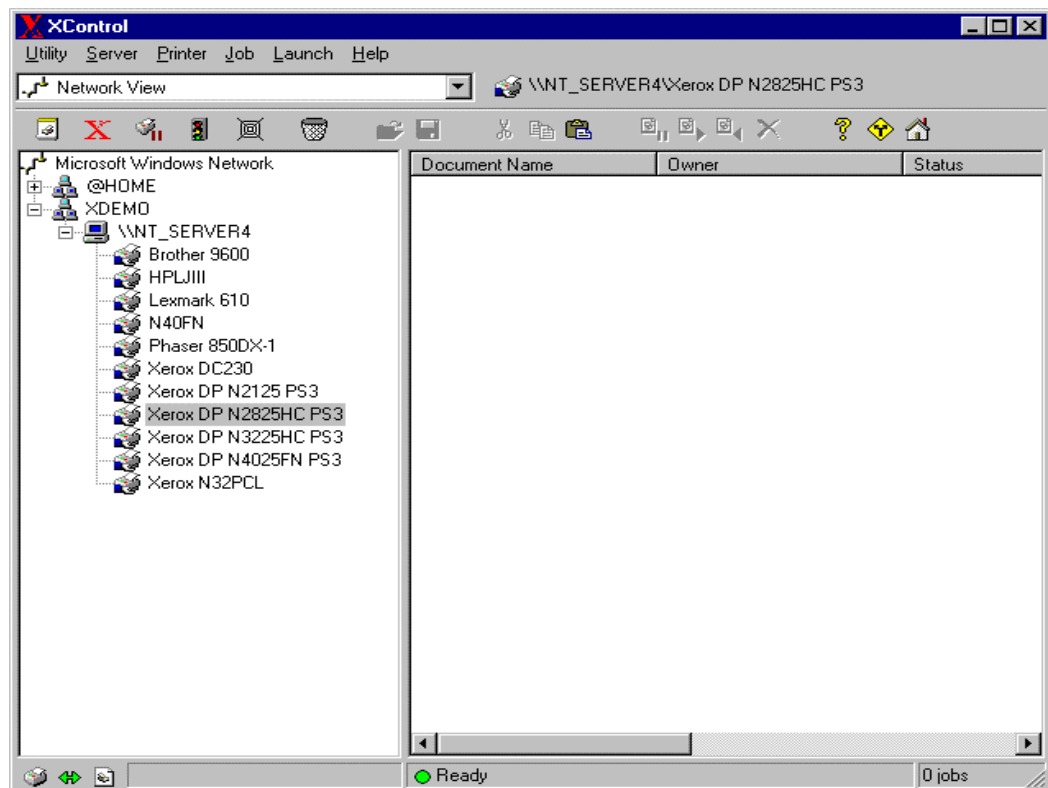 XControl
Utility Server Printer Job Launch Help
Network View
\\NT_SERVER4\Xerox DP N2825HC PS3
Microsoft Windows Network
@HOME
XDEMO
\\NT_SERVER4
Brother 9600
HPLJIII
Lexmark 610
N40FN
Phaser 850DX-1
Xerox DC230
Xerox DP N2125 PS3
Xerox DP N2825HC PS3
Xerox DP N3225HC PS3
Xerox DP N4025FN PS3
Xerox N32PCL
Document Name Owner Status
Ready
0 jobs